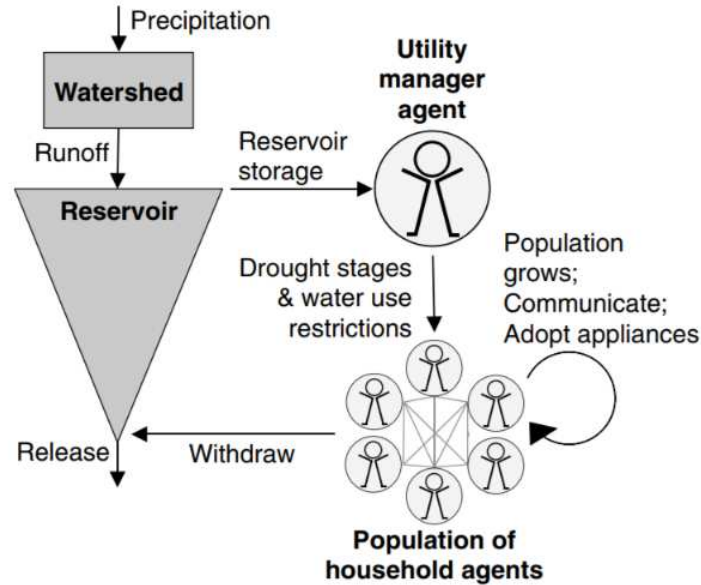 Precipitation
Watershed
Runoff
Reservoir
Reservoir
storage
Utility
manager
agent
Drought stages
& water use
restrictions
Population
grows;
Communicate;
Adopt appliances
Withdraw
Release
Population of
household agents